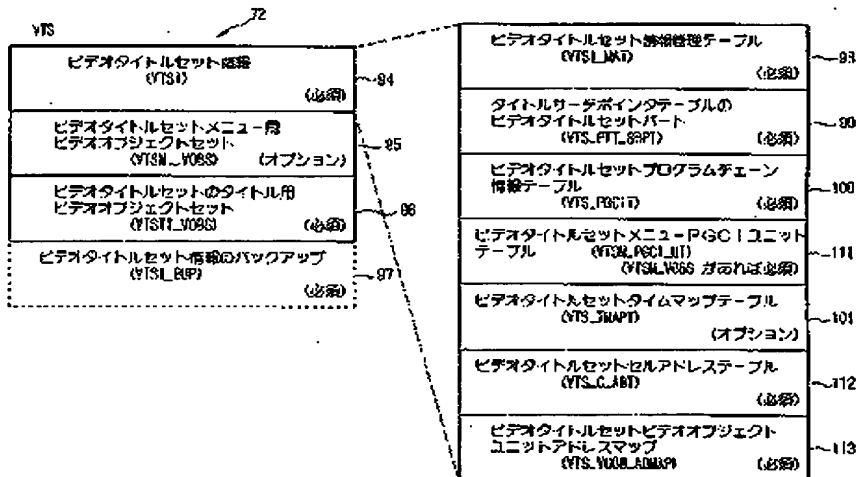 VTS
72
ビデオタイトルセット情報
(VTSI)
(必須)
94
ビデオタイトルセットメニュー用
ビデオオブジェクトセット
(VTSM_VOBS)
(オプション)
95
ビデオタイトルセットのタイトル用
ビデオオブジェクトセット
(VTSTT_VOBS)
(必須)
96
ビデオタイトルセット情報のバックアップ
(VTSI_BUP)
(必須)
97
ビデオタイトルセット情報管理テーブル
(VTSI_MAT)
(必須)
98
タイトルサーチポインタテーブルの
ビデオタイトルセットパート
(VTS_PTT_SRPT)
(必須)
99
ビデオタイトルセットプログラムチェーン
情報テーブル
(VTS_PGCIT)
(必須)
100
ビデオタイトルセットメニューPGCIユニット
テーブル (VTSM_PGCI_UT)
(VTSM_VOBS があれば必須)
111
ビデオタイトルセットタイムマップテーブル
(VTS_TMAPT)
(オプション)
101
ビデオタイトルセットセルアドレステーブル
(VTS_C_ADT)
(必須)
112
ビデオタイトルセットビデオオブジェクト
ユニットアドレスマップ
(VTS_VOBU_ADMAP)
(必須)
113